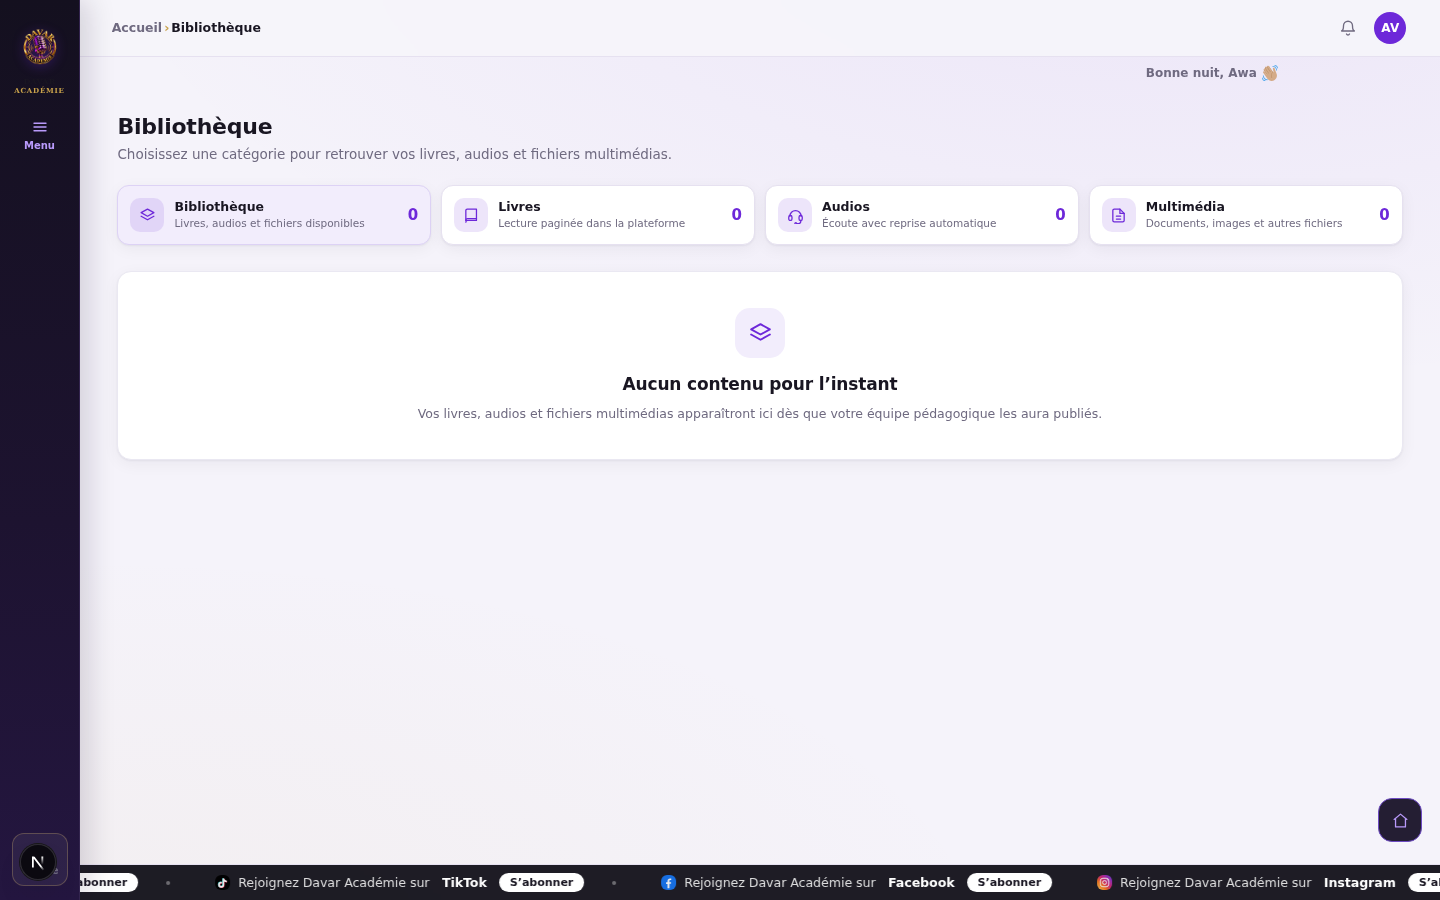 DAVAR
ACADÉMIE
Menu
Accueil › Bibliothèque
AV
Bonne nuit, Awa 👋🏽
Bibliothèque
Choisissez une catégorie pour retrouver vos livres, audios et fichiers multimédias.
Bibliothèque
Livres, audios et fichiers disponibles
0
Livres
Lecture paginée dans la plateforme
0
Audios
Écoute avec reprise automatique
0
Multimédia
Documents, images et autres fichiers
0
Aucun contenu pour l’instant
Vos livres, audios et fichiers multimédias apparaîtront ici dès que votre équipe pédagogique les aura publiés.
N
abonner • Rejoignez Davar Académie sur TikTok S’abonner • Rejoignez Davar Académie sur Facebook S’abonner Rejoignez Davar Académie sur Instagram S’a